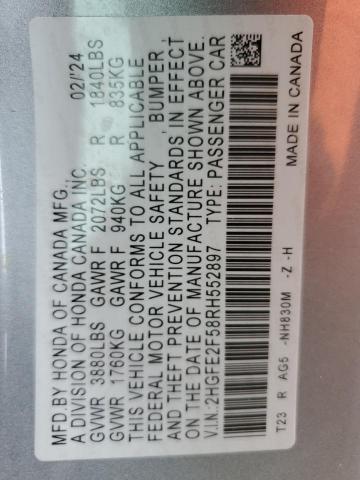 MFD.BY HONDA OF CANADA MFG., 02/'24
A DIVISION OF HONDA CANADA INC.
GVWR 3880LBS GAWR F 2072LBS R 1840LBS
GVWR 1760KG GAWR F 940KG R 835KG
THIS VEHICLE CONFORMS TO ALL APPLICABLE
FEDERAL MOTOR VEHICLE SAFETY , BUMPER ,
AND THEFT PREVENTION STANDARDS IN EFFECT
ON THE DATE OF MANUFACTURE SHOWN ABOVE.
V.I.N:2HGFE2F58RH552897 TYPE: PASSENGER CAR
T23 R AG5 -NH830M -Z -H MADE IN CANADA